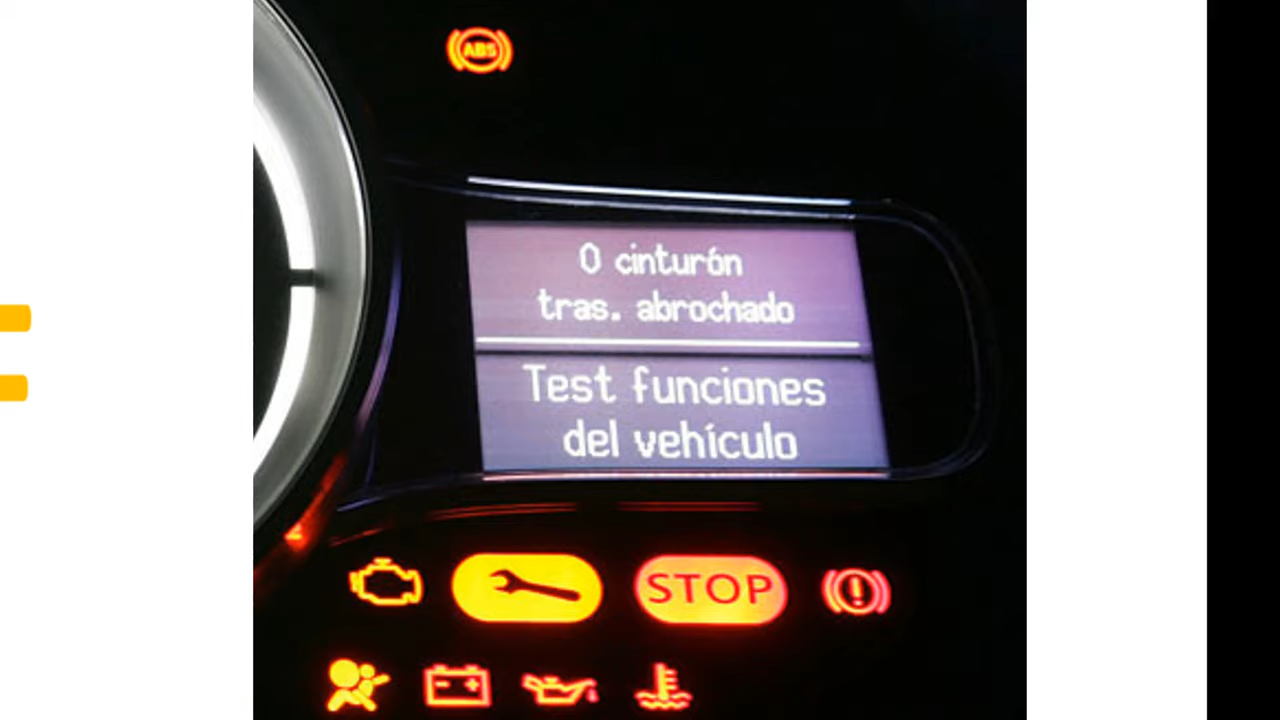 ABS
0 cinturón
tras. abrochado
Test funciones
del vehículo
STOP